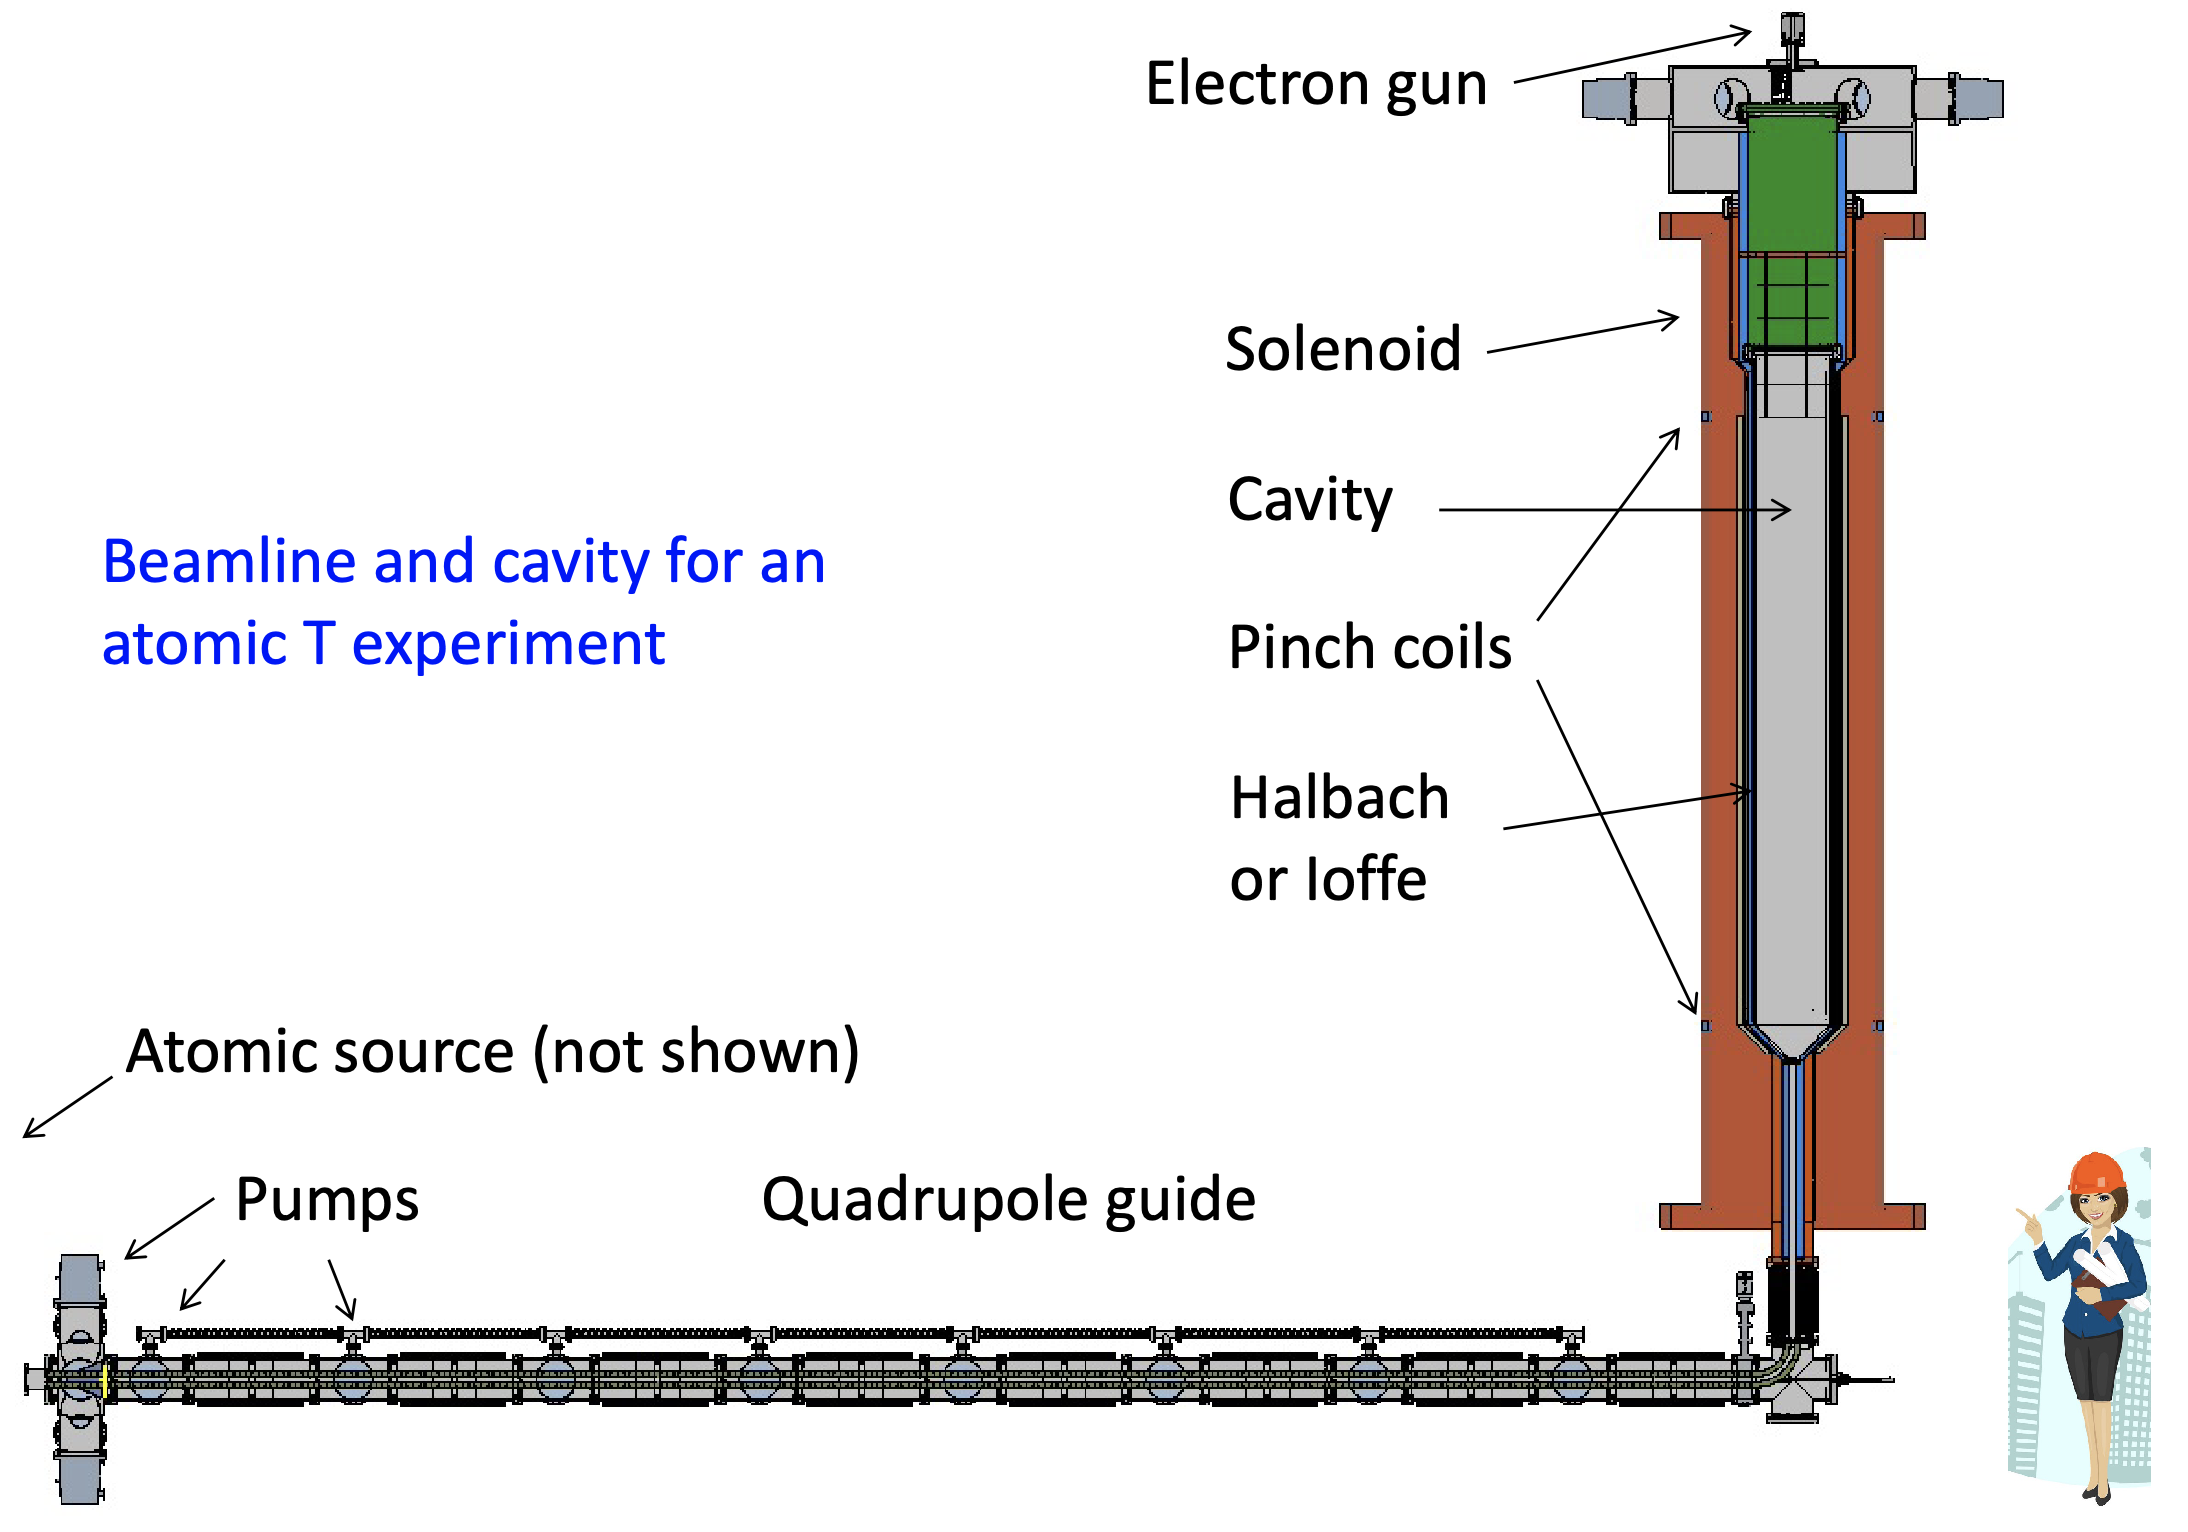 Electron gun
Solenoid
Cavity
Beamline and cavity for an
atomic T experiment
Pinch coils
Halbach
or Ioffe
Atomic source (not shown)
Pumps
Quadrupole guide